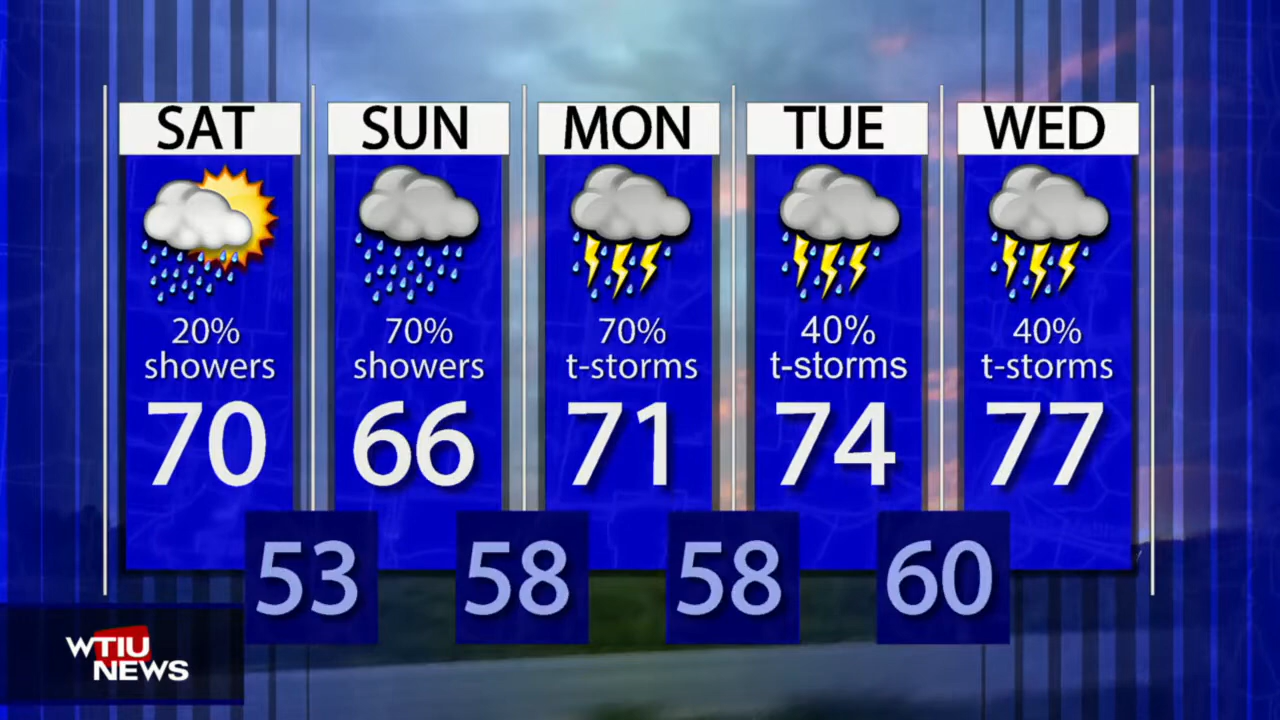 SAT SUN MON TUE WED
20% 70% 70% 40% 40%
showers showers t-storms t-storms t-storms
70 66 71 74 77
53 58 58 60
WTIU
NEWS